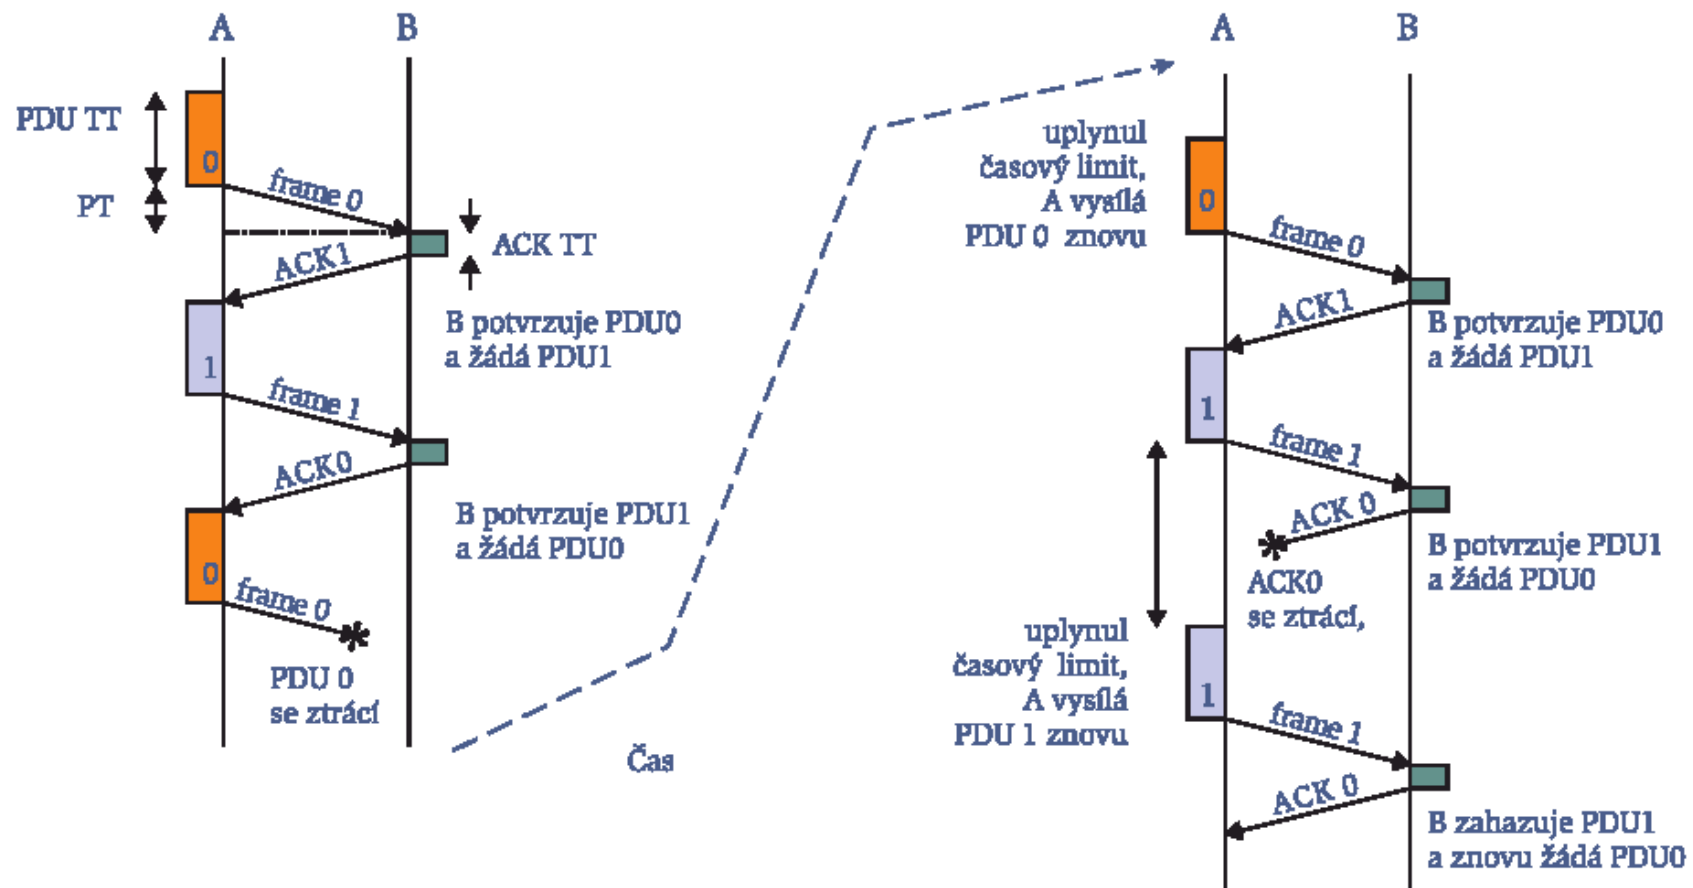 A
B
PDU TT
0
PT
frame 0
ACK TT
ACK1
B potvrzuje PDU0
a žádá PDU1
1
frame 1
ACK0
B potvrzuje PDU1
a žádá PDU0
0
frame 0
PDU 0
se ztrácí
Čas
A
B
uplynul
časový limit,
A vysílá
PDU 0 znovu
0
frame 0
ACK1
B potvrzuje PDU0
a žádá PDU1
1
frame 1
ACK 0
B potvrzuje PDU1
a žádá PDU0
ACK0
se ztrácí,
uplynul
časový limit,
A vysílá
PDU 1 znovu
1
frame 1
ACK 0
B zahazuje PDU1
a znovu žádá PDU0